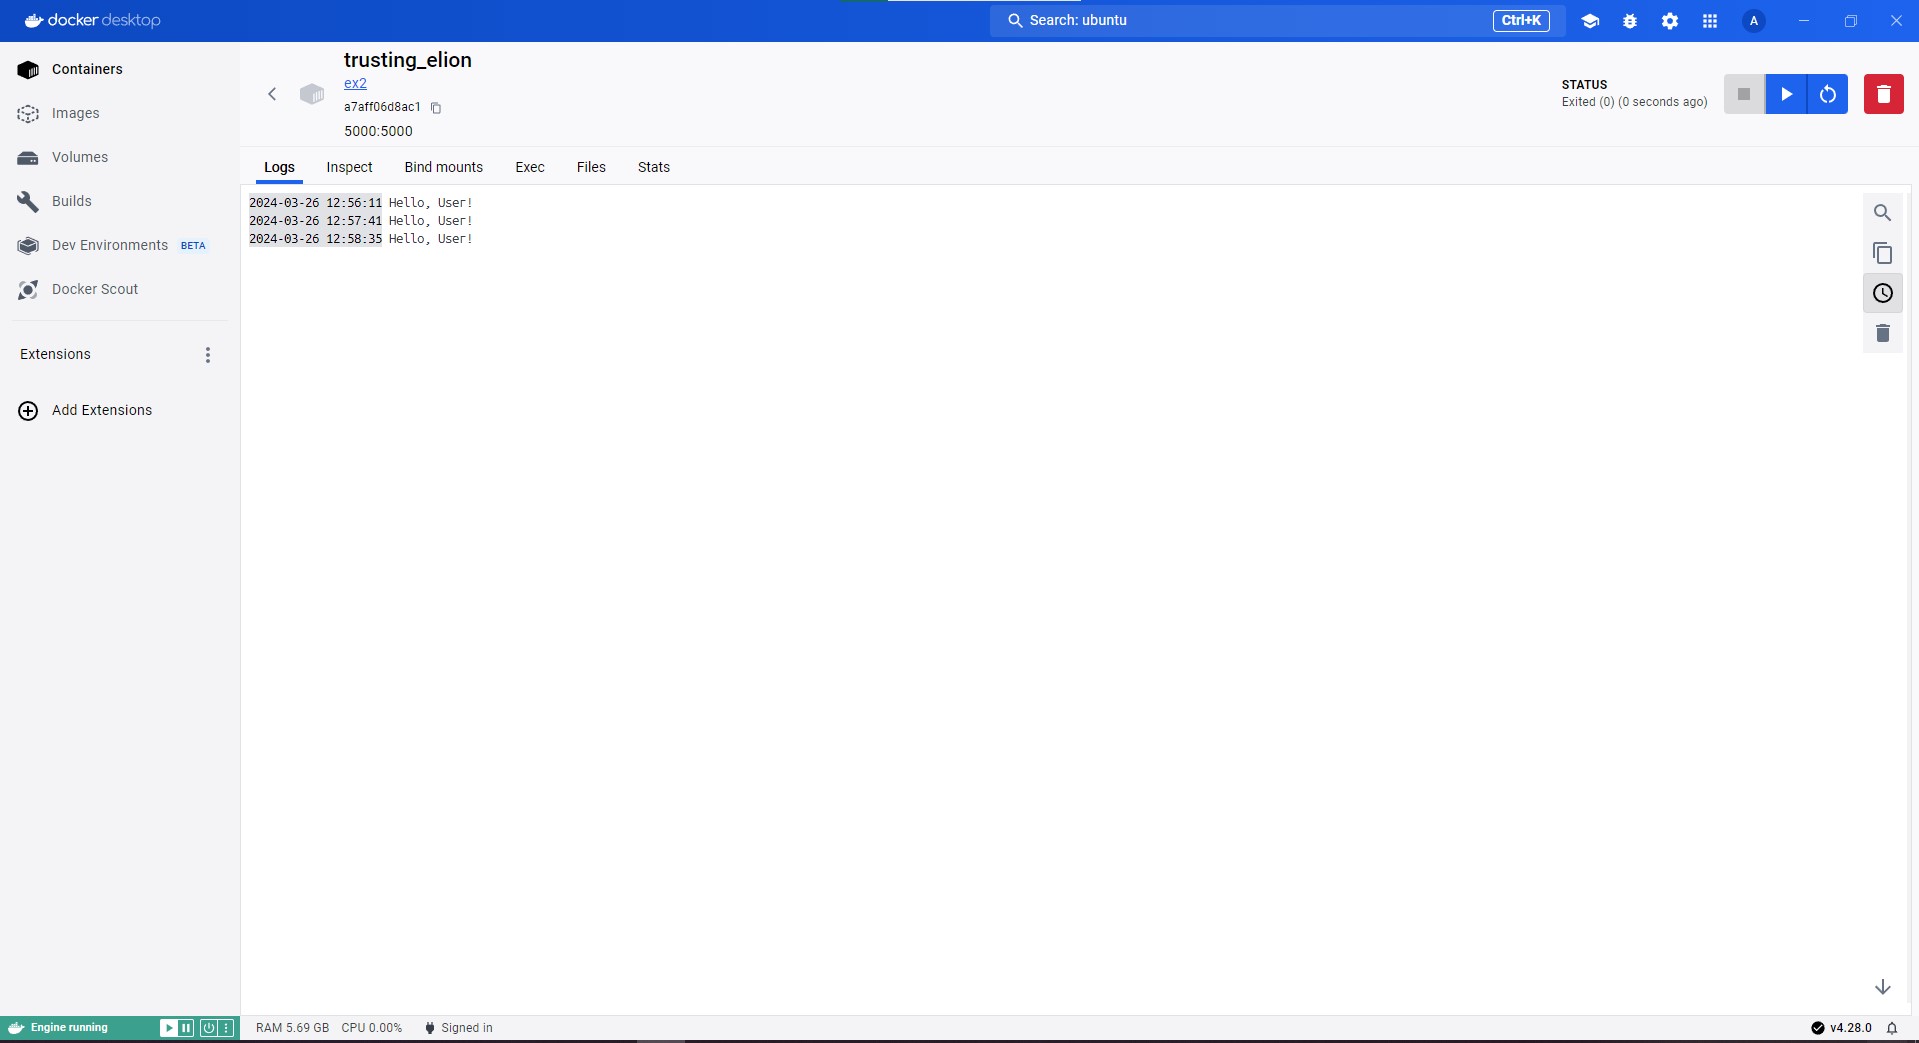 docker desktop
Search: ubuntu
Ctrl+K
A
Containers
Images
Volumes
Builds
Dev Environments BETA
Docker Scout
Extensions
Add Extensions
trusting_elion
ex2
a7aff06d8ac1
5000:5000
STATUS
Exited (0) (0 seconds ago)
Logs Inspect Bind mounts Exec Files Stats
2024-03-26 12:56:11 Hello, User!
2024-03-26 12:57:41 Hello, User!
2024-03-26 12:58:35 Hello, User!
Engine running
RAM 5.69 GB CPU 0.00% Signed in
v4.28.0